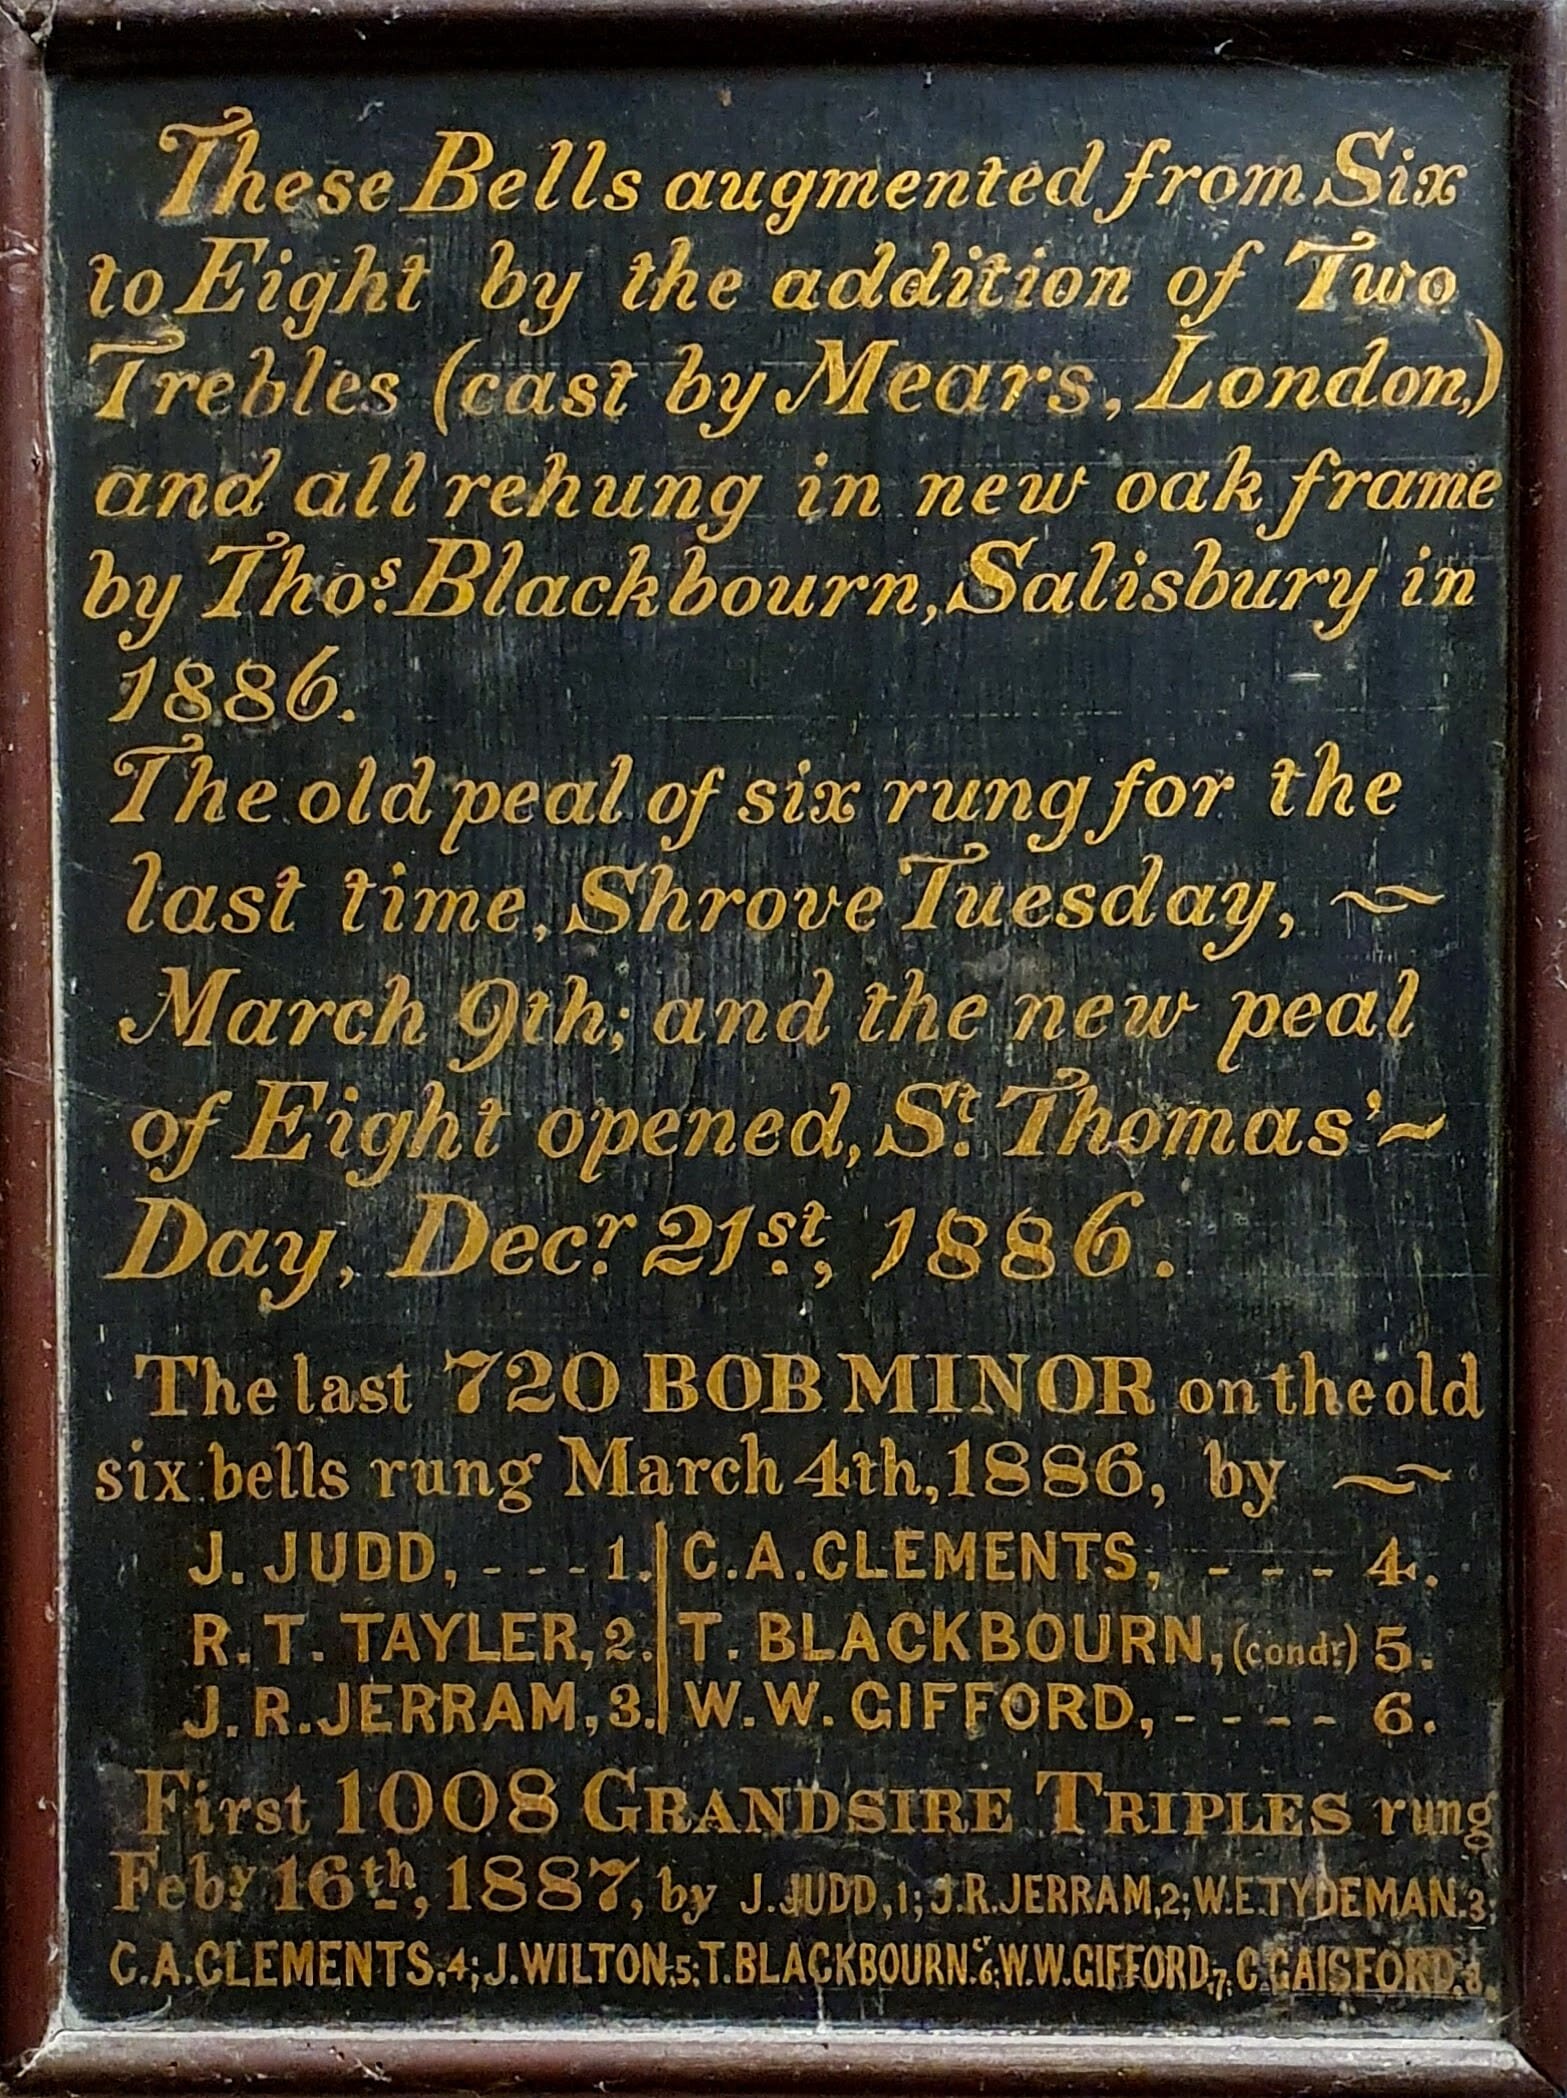 These Bells augmented from Six
to Eight by the addition of Two
Trebles (cast by Mears, London,)
and all rehung in new oak frame
by Thos. Blackbourn, Salisbury in
1886.
The old peal of six rung for the
last time, Shrove Tuesday, ~
March 9th; and the new peal
of Eight opened, St. Thomas' ~
Day, Decr. 21st, 1886.
The last 720 BOB MINOR on the old
six bells rung March 4th, 1886, by ~
J. JUDD, - - - 1. | C. A. CLEMENTS, - - - 4.
R. T. TAYLER, 2. | T. BLACKBOURN, (condr.) 5.
J. R. JERRAM, 3. | W. W. GIFFORD, - - - - 6.
First 1008 GRANDSIRE TRIPLES rung
Feby. 16th, 1887, by J. JUDD, 1; J. R. JERRAM, 2; W. E. TYDEMAN. 3;
C. A. CLEMENTS, 4; J. WILTON, 5; T. BLACKBOURN. cr 6; W. W. GIFFORD, 7; C. GAISFORD, 8.